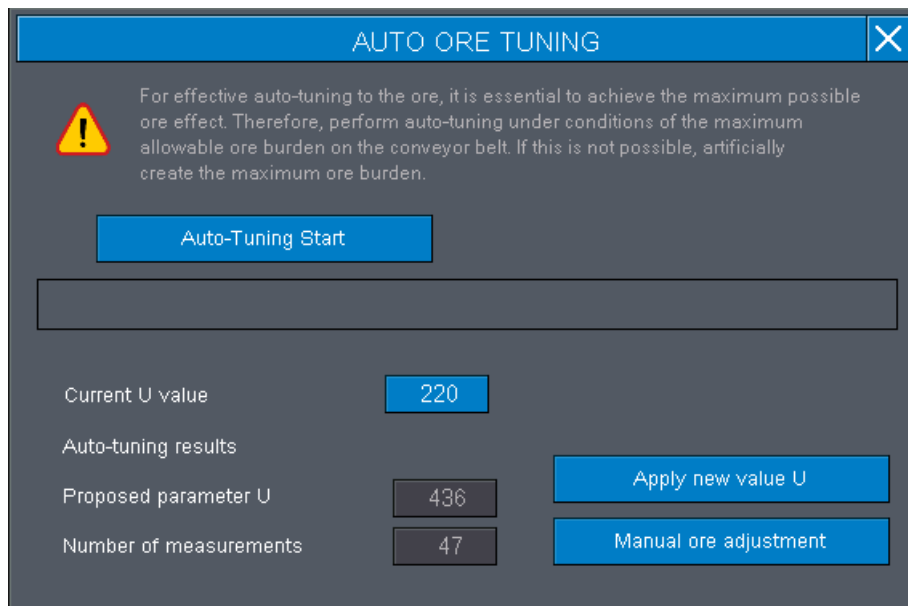 AUTO ORE TUNING
For effective auto-tuning to the ore, it is essential to achieve the maximum possible
ore effect. Therefore, perform auto-tuning under conditions of the maximum
allowable ore burden on the conveyor belt. If this is not possible, artificially
create the maximum ore burden.
Auto-Tuning Start
Current U value 220
Auto-tuning results
Proposed parameter U 436
Apply new value U
Number of measurements 47
Manual ore adjustment